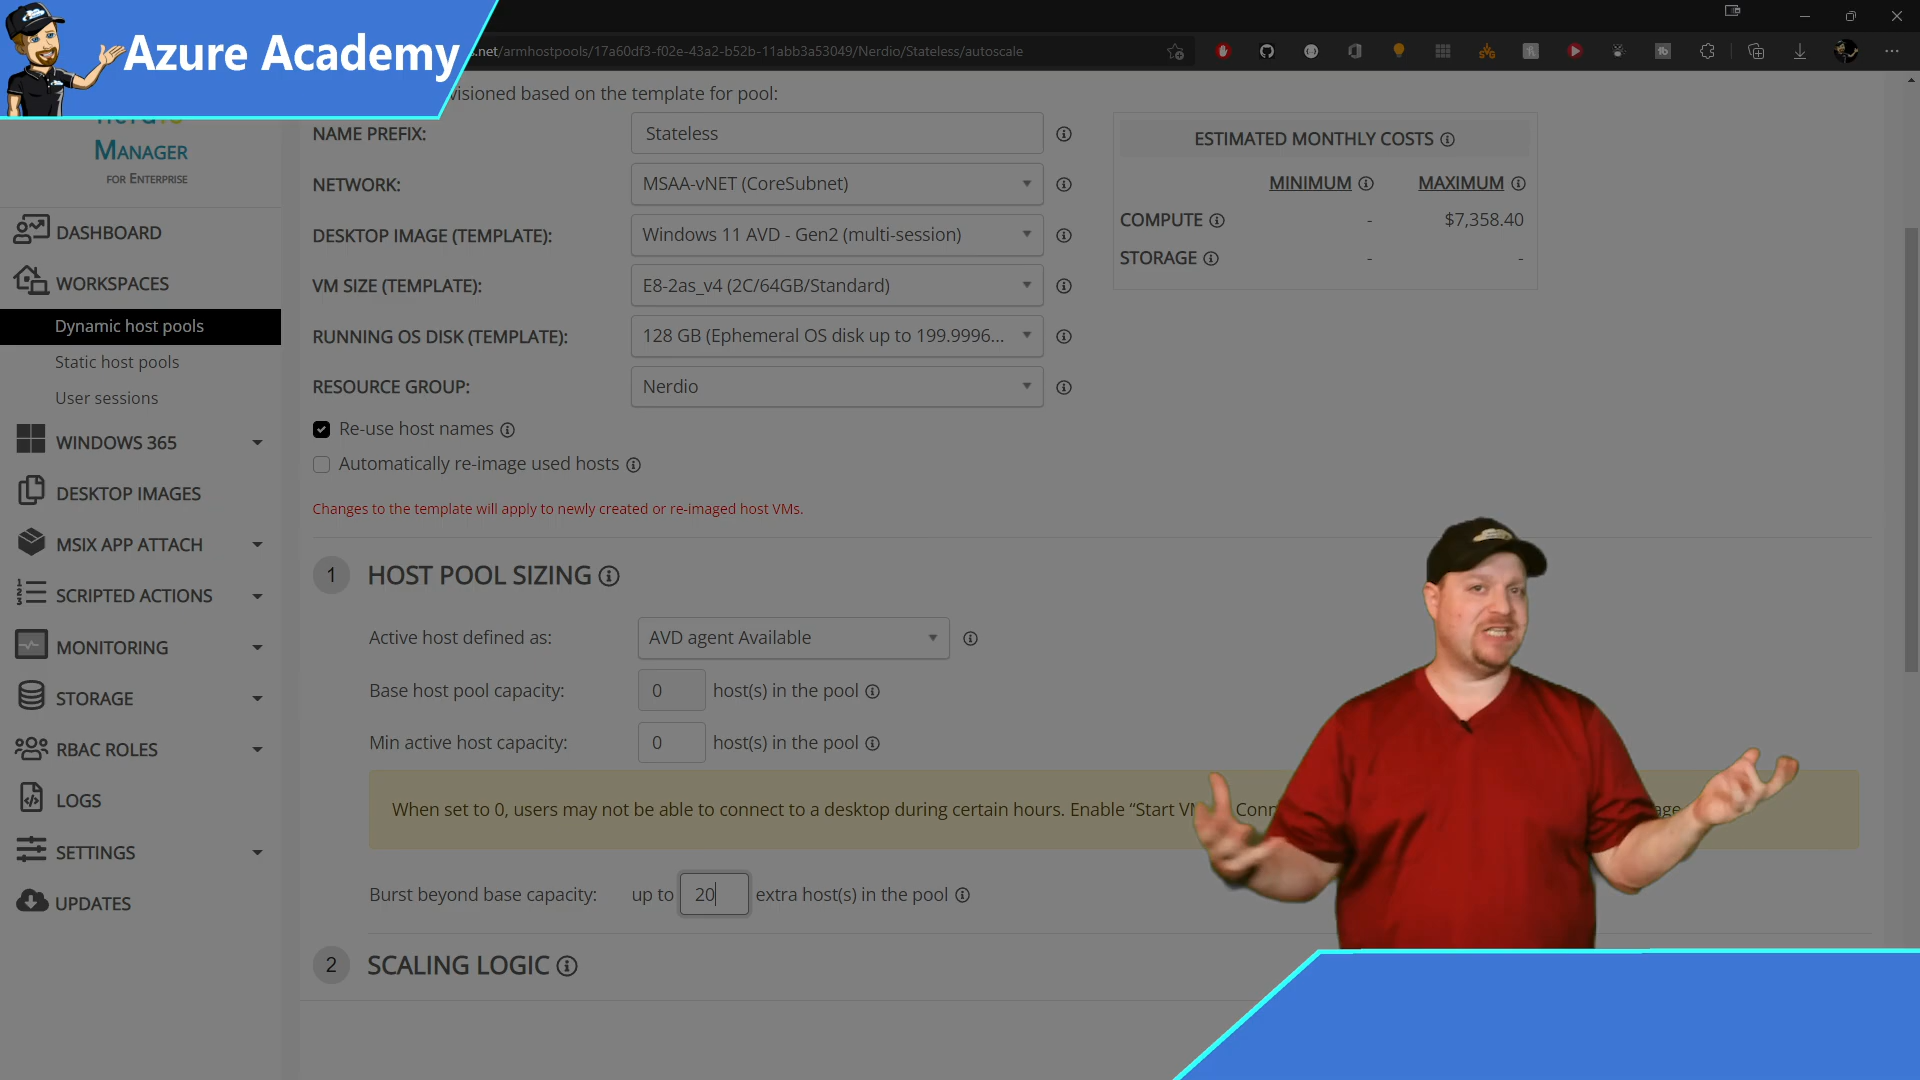 Azure Academy
.net/armhostpools/17a60df3-f02e-43a2-b52b-11abb3a53049/Nerdio/Stateless/autoscale
visioned based on the template for pool:
MANAGER
FOR ENTERPRISE
DASHBOARD
WORKSPACES
Dynamic host pools
Static host pools
User sessions
WINDOWS 365
DESKTOP IMAGES
MSIX APP ATTACH
SCRIPTED ACTIONS
MONITORING
STORAGE
RBAC ROLES
LOGS
SETTINGS
UPDATES
NAME PREFIX: Stateless
NETWORK: MSAA-vNET (CoreSubnet)
DESKTOP IMAGE (TEMPLATE): Windows 11 AVD - Gen2 (multi-session)
VM SIZE (TEMPLATE): E8-2as_v4 (2C/64GB/Standard)
RUNNING OS DISK (TEMPLATE): 128 GB (Ephemeral OS disk up to 199.9996...
RESOURCE GROUP: Nerdio
Re-use host names
Automatically re-image used hosts
Changes to the template will apply to newly created or re-imaged host VMs.
ESTIMATED MONTHLY COSTS
MINIMUM MAXIMUM
COMPUTE - $7,358.40
STORAGE - -
1 HOST POOL SIZING
Active host defined as: AVD agent Available
Base host pool capacity: 0 host(s) in the pool
Min active host capacity: 0 host(s) in the pool
When set to 0, users may not be able to connect to a desktop during certain hours. Enable “Start VM Conn
Burst beyond base capacity: up to 20 extra host(s) in the pool
2 SCALING LOGIC